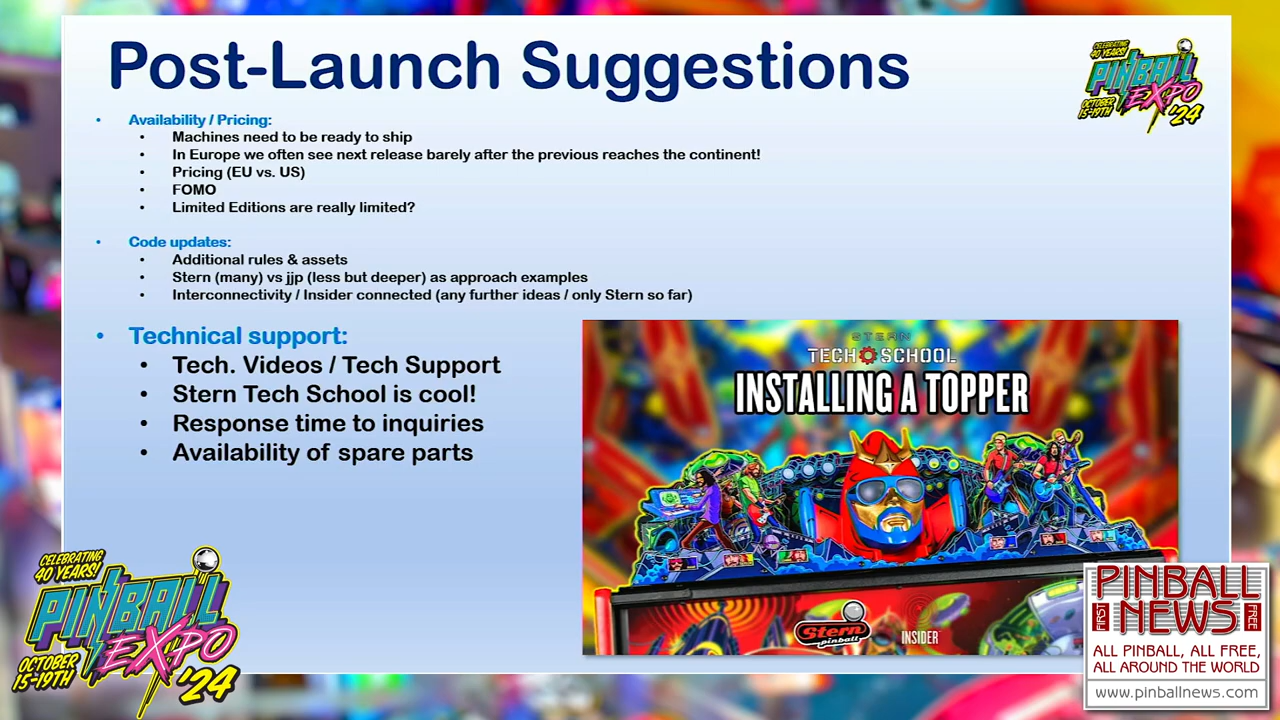 Post-Launch Suggestions
CELEBRATING
40 YEARS!
PINBALL
EXPO
OCTOBER
15-19TH
'24
• Availability / Pricing:
• Machines need to be ready to ship
• In Europe we often see next release barely after the previous reaches the continent!
• Pricing (EU vs. US)
• FOMO
• Limited Editions are really limited?
• Code updates:
• Additional rules & assets
• Stern (many) vs jjp (less but deeper) as approach examples
• Interconnectivity / Insider connected (any further ideas / only Stern so far)
• Technical support:
• Tech. Videos / Tech Support
• Stern Tech School is cool!
• Response time to inquiries
• Availability of spare parts
STERN
TECH SCHOOL
INSTALLING A TOPPER
Stern
pinball
INSIDER
CELEBRATING
40 YEARS!
PINBALL
EXPO
OCTOBER
15-19TH
'24
PINBALL
FIRST NEWS FREE
ALL PINBALL, ALL FREE,
ALL AROUND THE WORLD
www.pinballnews.com